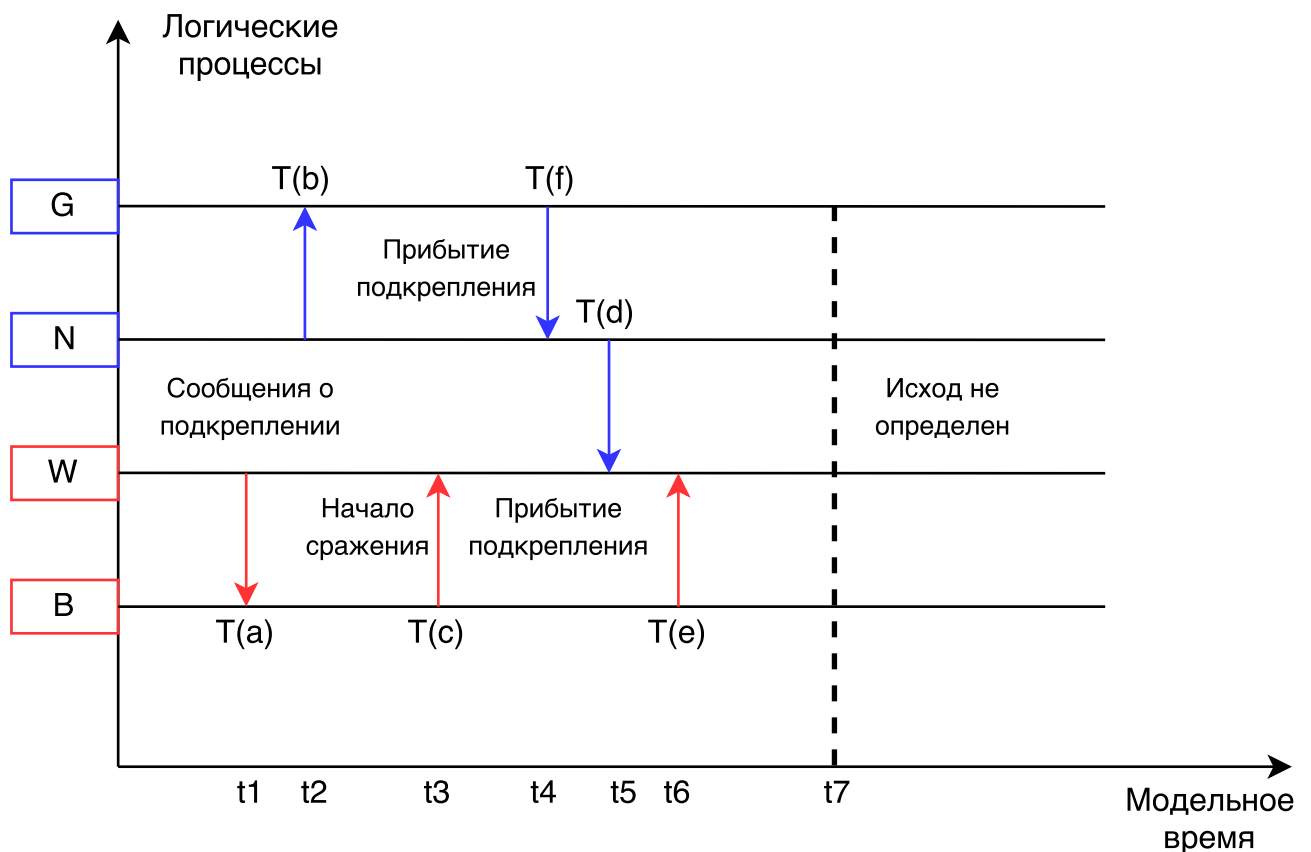 Логические
процессы
T(b)
T(f)
G
Прибытие
подкрепления
T(d)
N
Сообщения о
подкреплении
Исход не
определен
W
Начало
сражения
Прибытие
подкрепления
B
T(a)
T(c)
T(e)
t1
t2
t3
t4
t5
t6
t7
Модельное
время